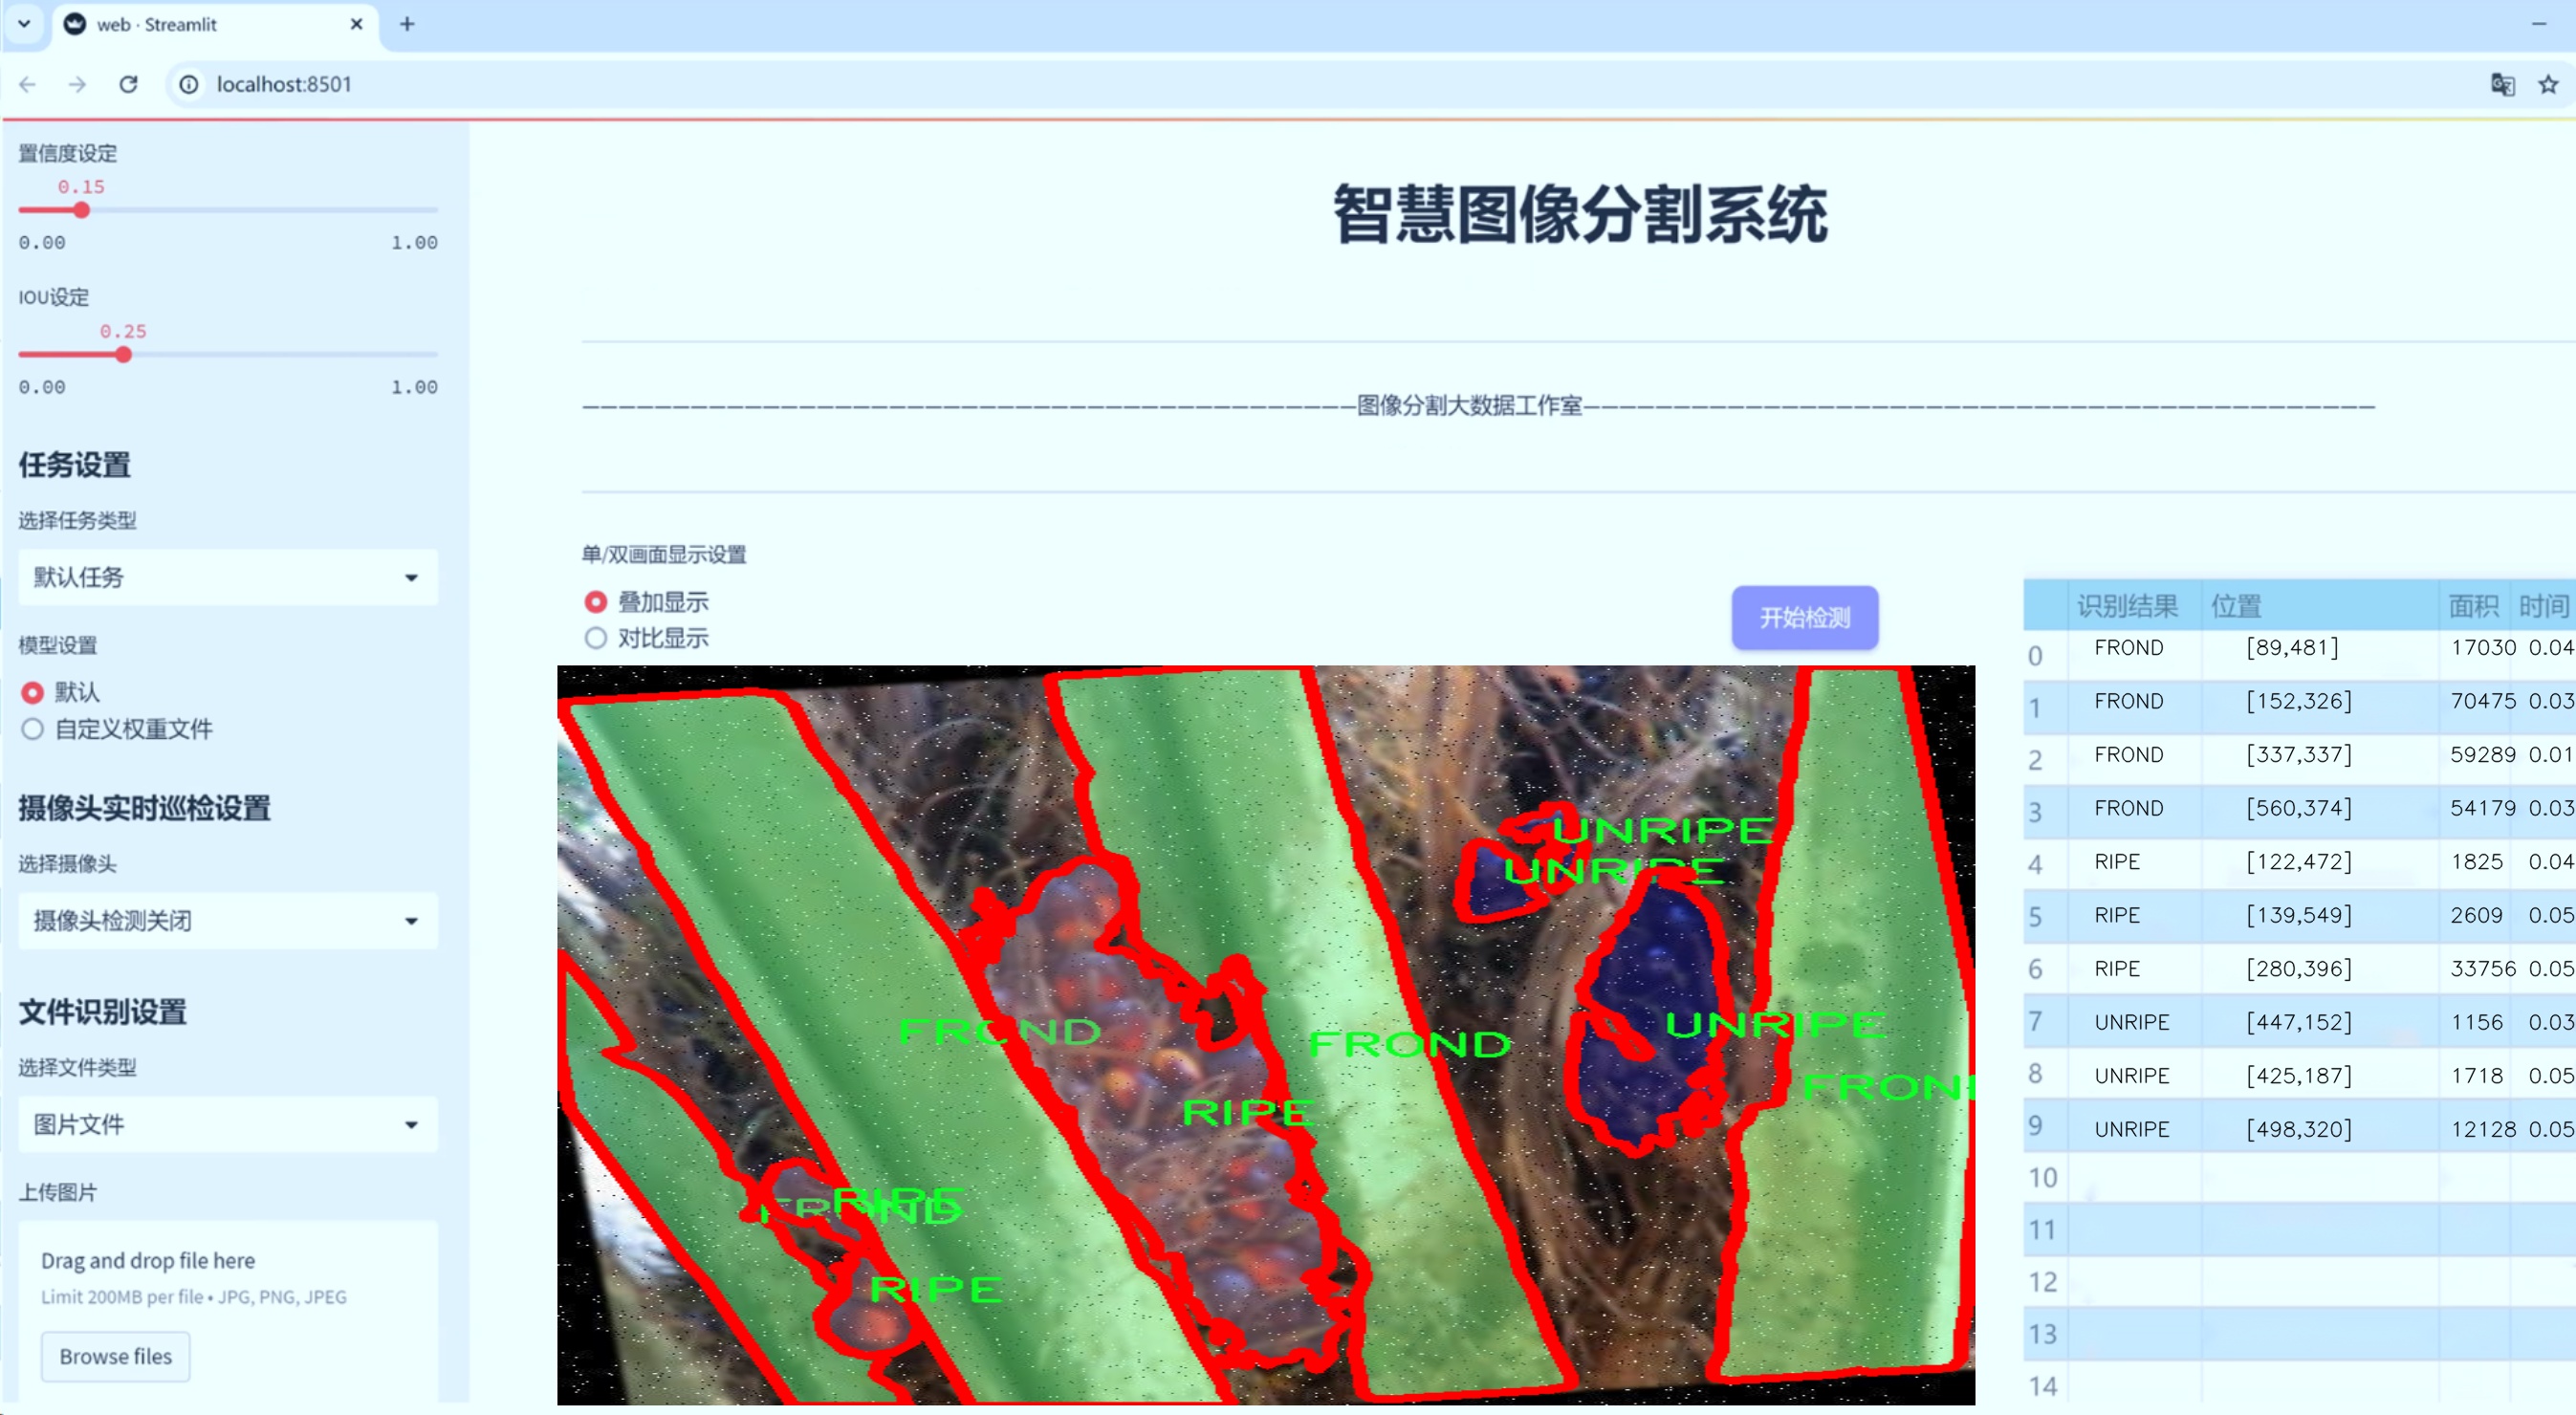 web · Streamlit
localhost:8501
置信度设定
0.15
0.00 1.00
IOU设定
0.25
0.00 1.00
任务设置
选择任务类型
默认任务
模型设置
默认
自定义权重文件
摄像头实时巡检设置
选择摄像头
摄像头检测关闭
文件识别设置
选择文件类型
图片文件
上传图片
Drag and drop file here
Limit 200MB per file • JPG, PNG, JPEG
Browse files
智慧图像分割系统
图像分割大数据工作室
单/双画面显示设置
叠加显示
对比显示
开始检测
UNRIPE
UNRIPE
UNRIPE
FROND
FROND
FROND
RIPE
RIPE
FROND
RIPE
识别结果 位置 面积 时间
0 FROND [89,481] 17030 0.04
1 FROND [152,326] 70475 0.03
2 FROND [337,337] 59289 0.01
3 FROND [560,374] 54179 0.03
4 RIPE [122,472] 1825 0.04
5 RIPE [139,549] 2609 0.05
6 RIPE [280,396] 33756 0.05
7 UNRIPE [447,152] 1156 0.03
8 UNRIPE [425,187] 1718 0.05
9 UNRIPE [498,320] 12128 0.05
10
11
12
13
14